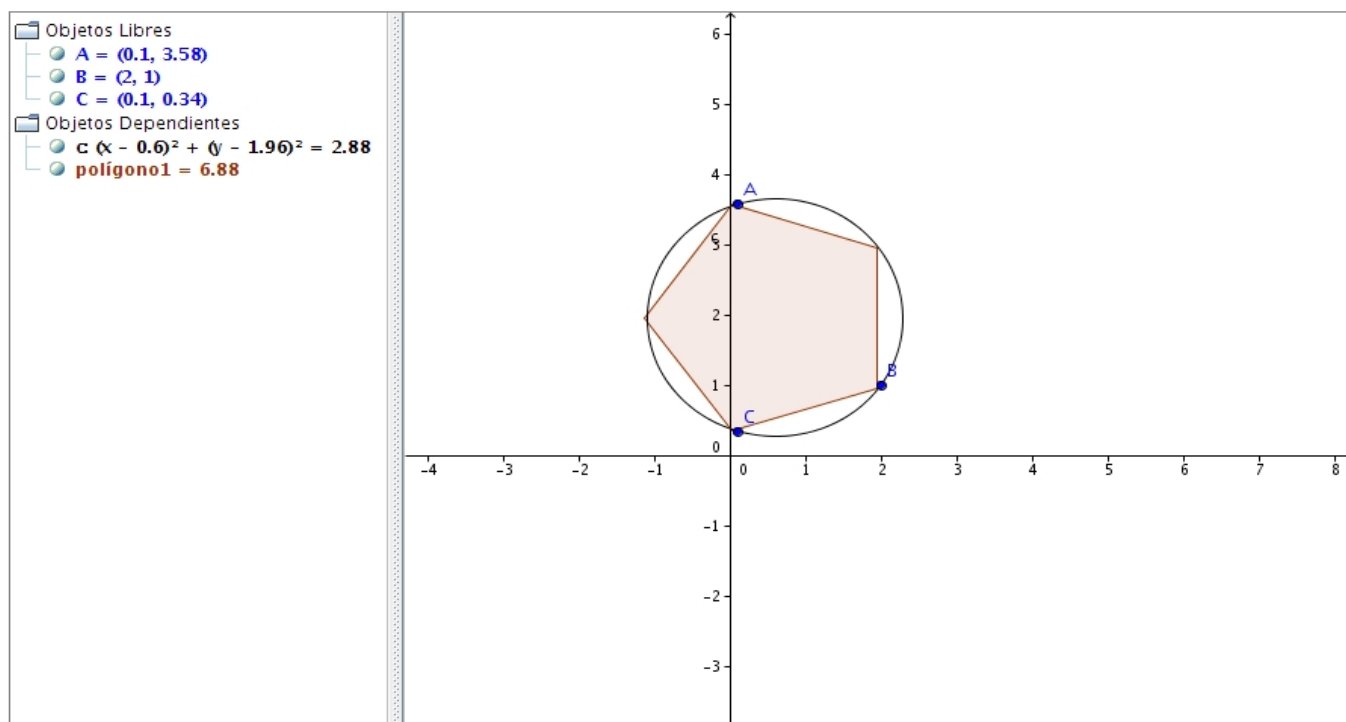 Objetos Libres
A = (0.1, 3.58)
B = (2, 1)
C = (0.1, 0.34)
Objetos Dependientes
c: (x - 0.6)² + (y - 1.96)² = 2.88
polígono1 = 6.88
6
5
4
A
c
3
2
B
1
C
0
-4 -3 -2 -1 0 1 2 3 4 5 6 7 8
-1
-2
-3